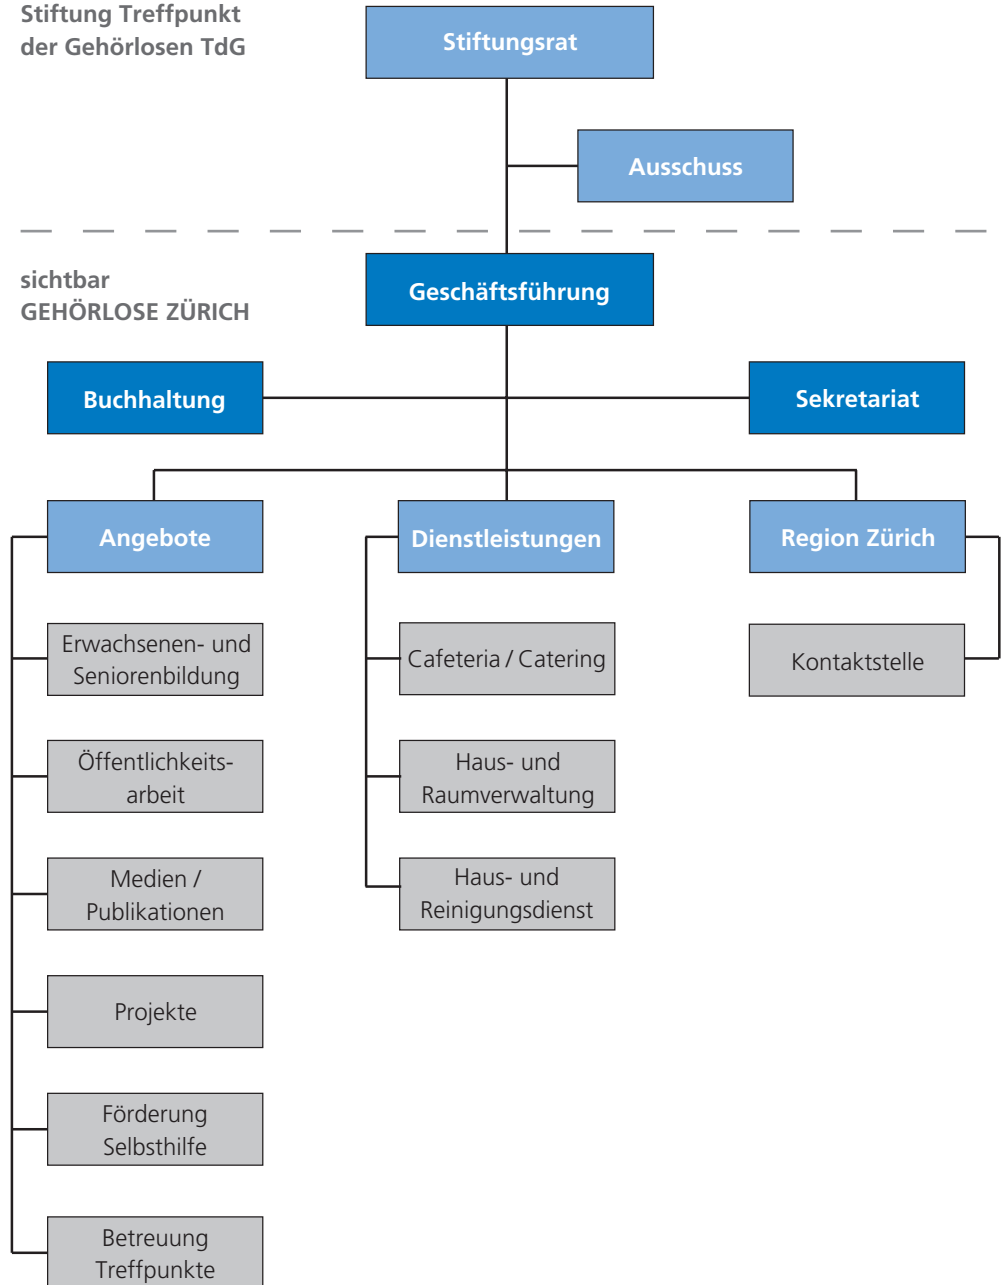 Stiftung Treffpunkt
der Gehörlosen TdG
Stiftungsrat
Ausschuss
sichtbar
GEHÖRLOSE ZÜRICH
Geschäftsführung
Buchhaltung
Sekretariat
Angebote
Dienstleistungen
Region Zürich
Erwachsenen- und
Seniorenbildung
Cafeteria / Catering
Kontaktstelle
Öffentlichkeits-
arbeit
Haus- und
Raumverwaltung
Medien /
Publikationen
Haus- und
Reinigungsdienst
Projekte
Förderung
Selbsthilfe
Betreuung
Treffpunkte